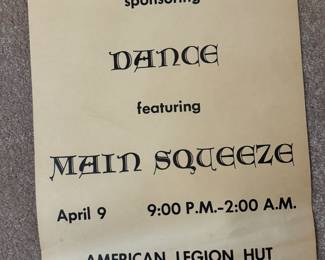 sponsoring
DANCE
featuring
MAIN SQUEEZE
April 9 9:00 P.M.-2:00 A.M.
AMERICAN LEGION HUT